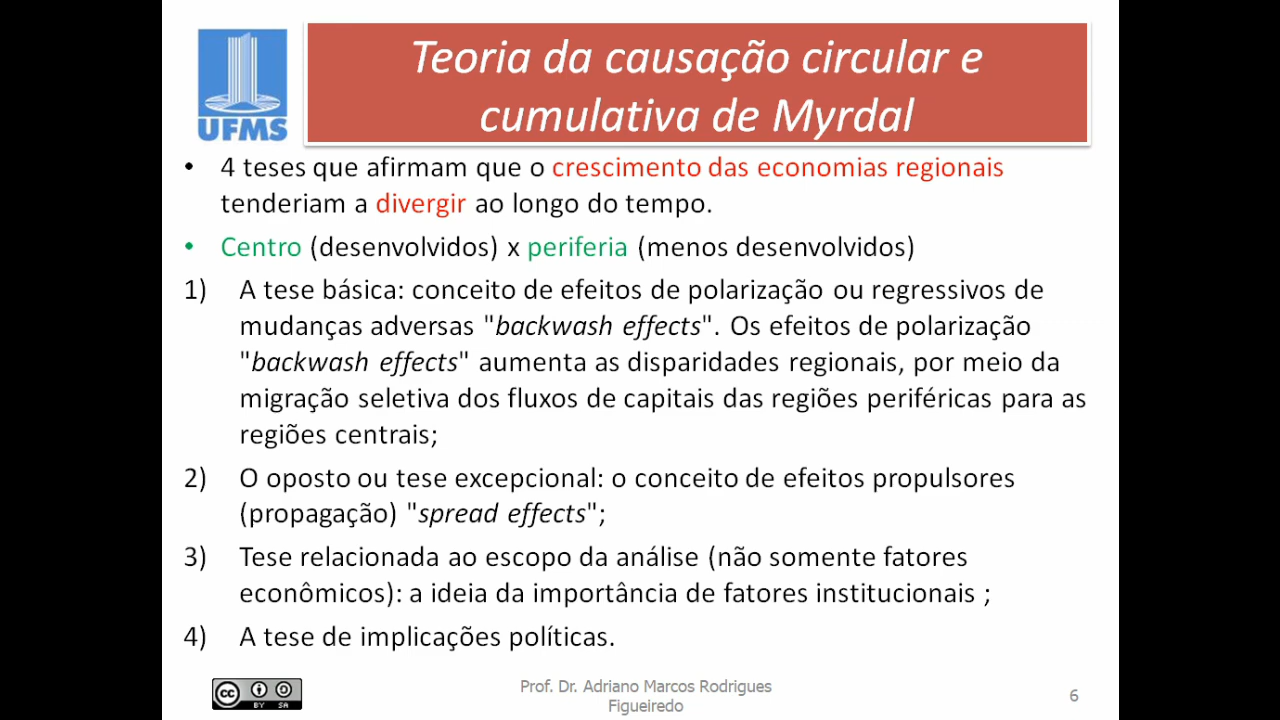 UFMS
Teoria da causação circular e
cumulativa de Myrdal
• 4 teses que afirmam que o crescimento das economias regionais
tenderiam a divergir ao longo do tempo.
• Centro (desenvolvidos) x periferia (menos desenvolvidos)
1) A tese básica: conceito de efeitos de polarização ou regressivos de
mudanças adversas "backwash effects". Os efeitos de polarização
"backwash effects" aumenta as disparidades regionais, por meio da
migração seletiva dos fluxos de capitais das regiões periféricas para as
regiões centrais;
2) O oposto ou tese excepcional: o conceito de efeitos propulsores
(propagação) "spread effects";
3) Tese relacionada ao escopo da análise (não somente fatores
econômicos): a ideia da importância de fatores institucionais ;
4) A tese de implicações políticas.
cc BY SA
Prof. Dr. Adriano Marcos Rodrigues
Figueiredo
6